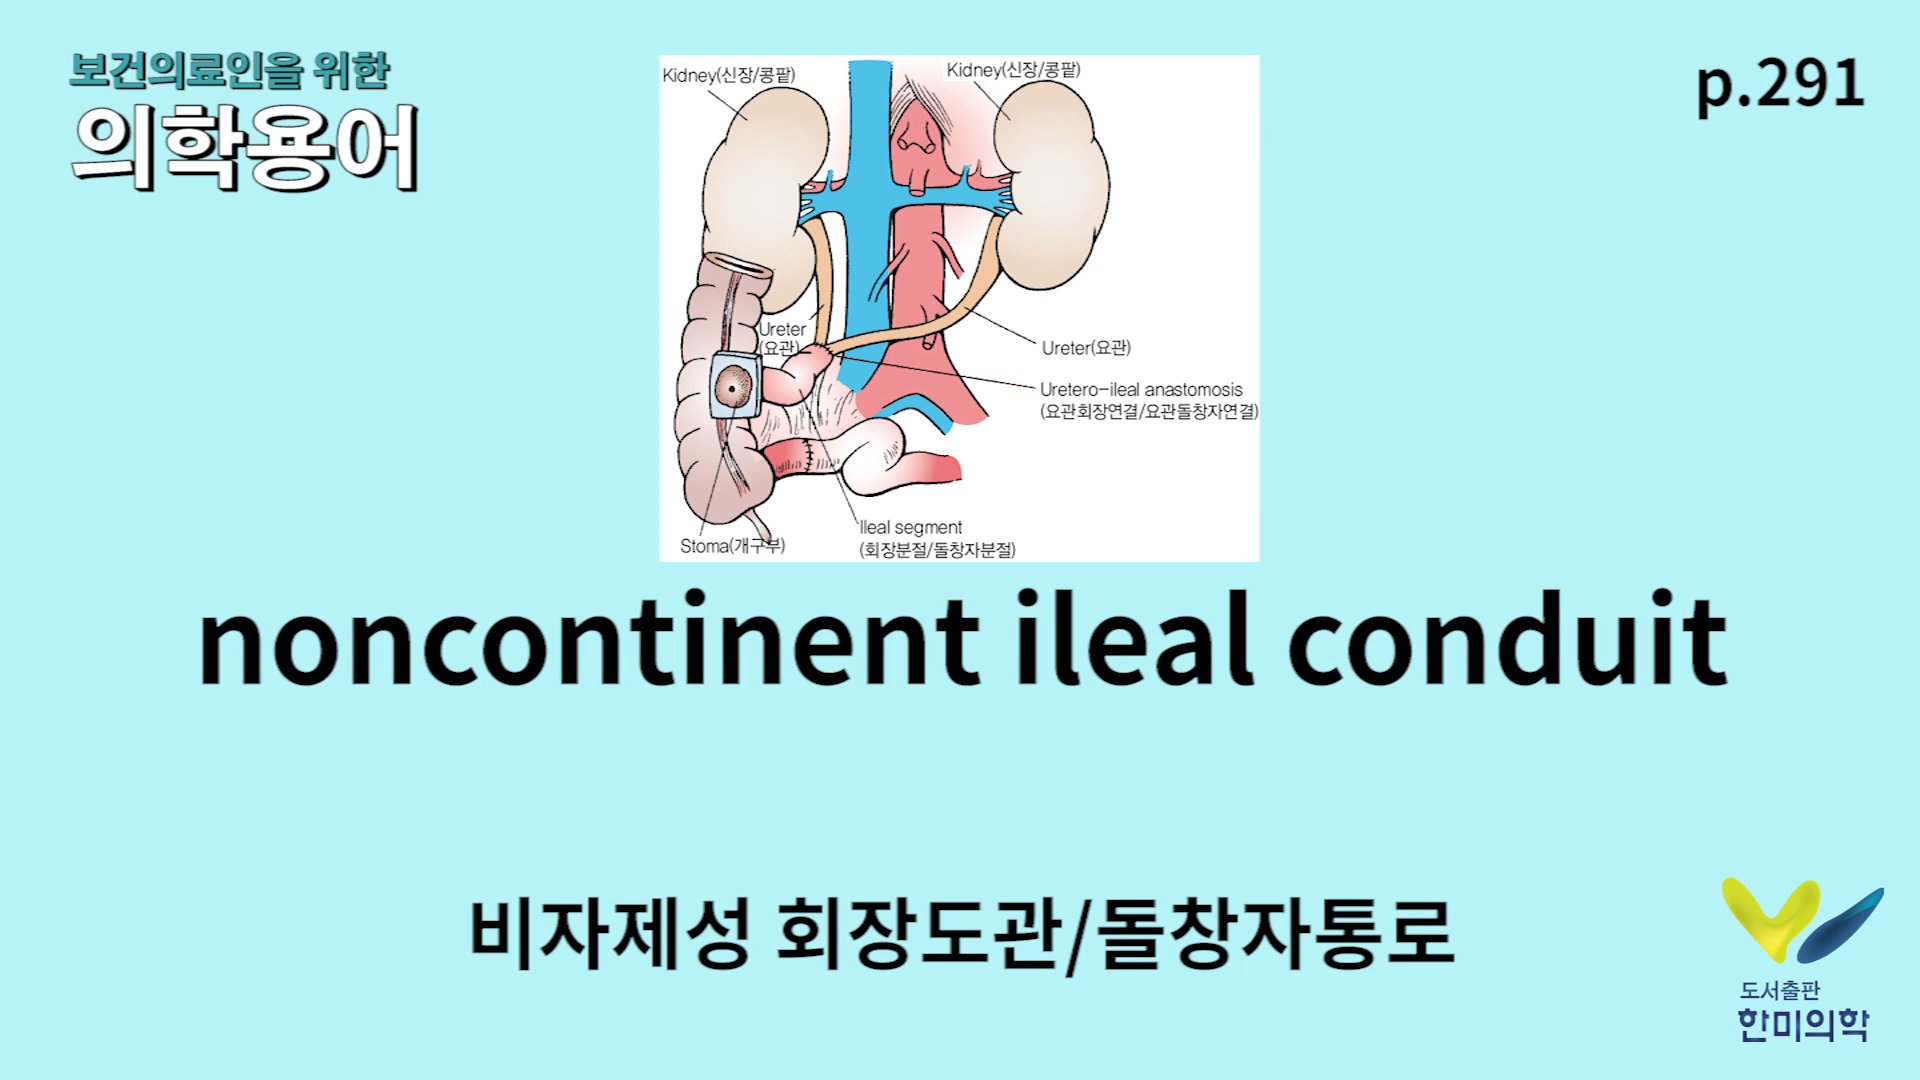 보건의료인을 위한
의학용어
p.291
Kidney(신장/콩팥)
Kidney(신장/콩팥)
Ureter
(요관)
Ureter(요관)
Uretero-ileal anastomosis
(요관회장연결/요관돌창자연결)
Ileal segment
(회장분절/돌창자분절)
Stoma(개구부)
noncontinent ileal conduit
비자제성 회장도관/돌창자통로
도서출판
한미의학